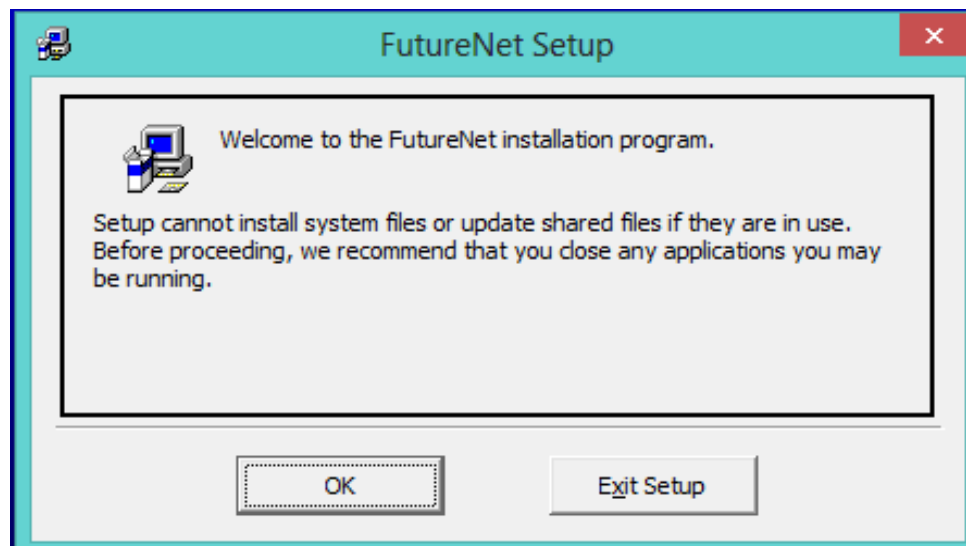 FutureNet Setup
Welcome to the FutureNet installation program.
Setup cannot install system files or update shared files if they are in use.
Before proceeding, we recommend that you close any applications you may
be running.
OK
Exit Setup